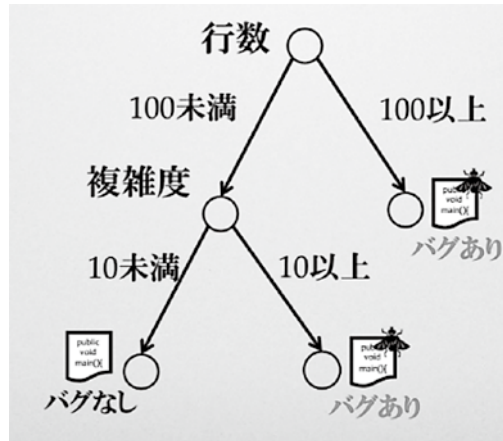 行数
100未満
100以上
複雑度
public
void
main(){
バグあり
10未満
10以上
public
void
main(){
バグなし
public
void
main(){
バグあり